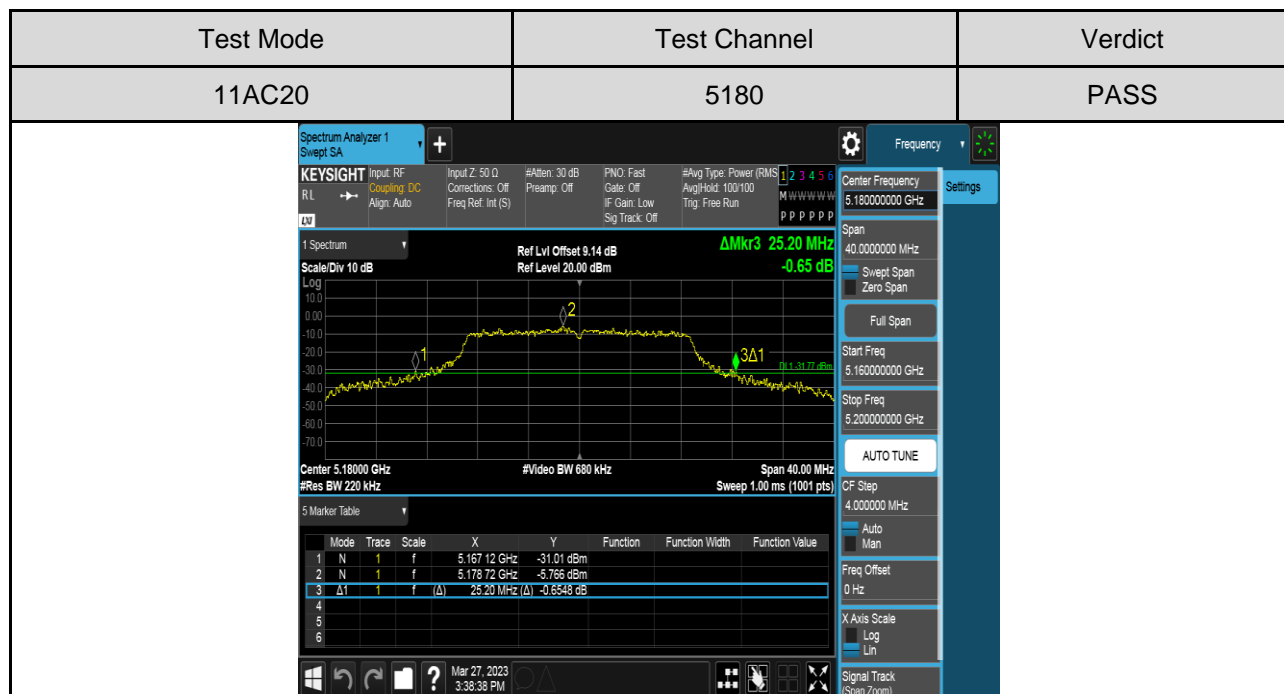 Test Mode Test Channel Verdict
11AC20 5180 PASS
Spectrum Analyzer 1
Swept SA
+
Frequency
KEYSIGHT Input: RF Input Z: 50 Ω #Atten: 30 dB PNO: Fast #Avg Type: Power (RMS 1 2 3 4 5 6
RL Coupling: DC Corrections: Off Preamp: Off Gate: Off Avg|Hold: 100/100 M W W W W W
Align: Auto Freq Ref: Int (S) IF Gain: Low Trig: Free Run
LXI Sig Track: Off P P P P P P
1 Spectrum
Ref Lvl Offset 9.14 dB ΔMkr3 25.20 MHz
Scale/Div 10 dB Ref Level 20.00 dBm -0.65 dB
Log
10.0
0.00
-10.0
-20.0
-30.0
-40.0
-50.0
-60.0
-70.0
2
1
3Δ1
DL1 -31.77 dBm
Center 5.18000 GHz #Video BW 680 kHz Span 40.00 MHz
#Res BW 220 kHz Sweep 1.00 ms (1001 pts)
5 Marker Table
Mode Trace Scale X Y Function Function Width Function Value
1 N 1 f 5.167 12 GHz -31.01 dBm
2 N 1 f 5.178 72 GHz -5.766 dBm
3 Δ1 1 f (Δ) 25.20 MHz (Δ) -0.6548 dB
4
5
6
?
Mar 27, 2023
3:38:38 PM
Center Frequency
5.180000000 GHz
Settings
Span
40.0000000 MHz
Swept Span
Zero Span
Full Span
Start Freq
5.160000000 GHz
Stop Freq
5.200000000 GHz
AUTO TUNE
CF Step
4.000000 MHz
Auto
Man
Freq Offset
0 Hz
X Axis Scale
Log
Lin
Signal Track
(Span Zoom)